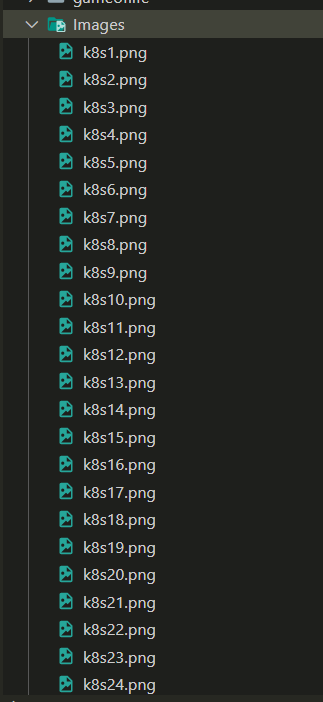 gameoflife
Images
k8s1.png
k8s2.png
k8s3.png
k8s4.png
k8s5.png
k8s6.png
k8s7.png
k8s8.png
k8s9.png
k8s10.png
k8s11.png
k8s12.png
k8s13.png
k8s14.png
k8s15.png
k8s16.png
k8s17.png
k8s18.png
k8s19.png
k8s20.png
k8s21.png
k8s22.png
k8s23.png
k8s24.png